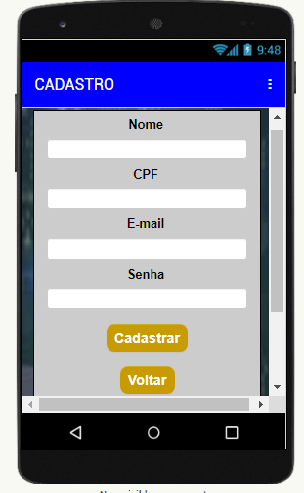 9:48
CADASTRO
Nome
CPF
E-mail
Senha
Cadastrar
Voltar